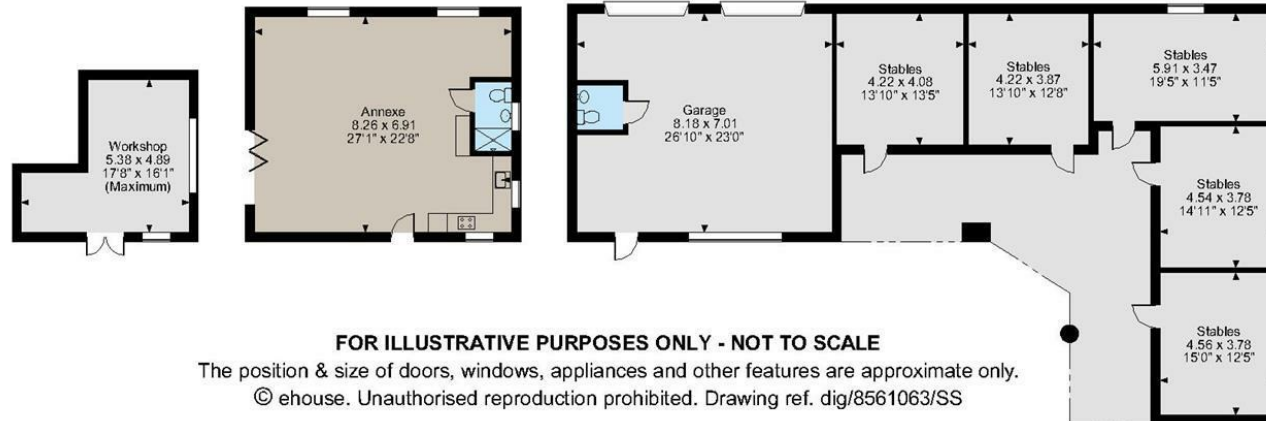 Workshop
5.38 x 4.89
17'8" x 16'1"
(Maximum)
Annexe
8.26 x 6.91
27'1" x 22'8"
Garage
8.18 x 7.01
26'10" x 23'0"
Stables
4.22 x 4.08
13'10" x 13'5"
Stables
4.22 x 3.87
13'10" x 12'8"
Stables
5.91 x 3.47
19'5" x 11'5"
Stables
4.54 x 3.78
14'11" x 12'5"
Stables
4.56 x 3.78
15'0" x 12'5"
FOR ILLUSTRATIVE PURPOSES ONLY - NOT TO SCALE
The position & size of doors, windows, appliances and other features are approximate only.
© ehouse. Unauthorised reproduction prohibited. Drawing ref. dig/8561063/SS